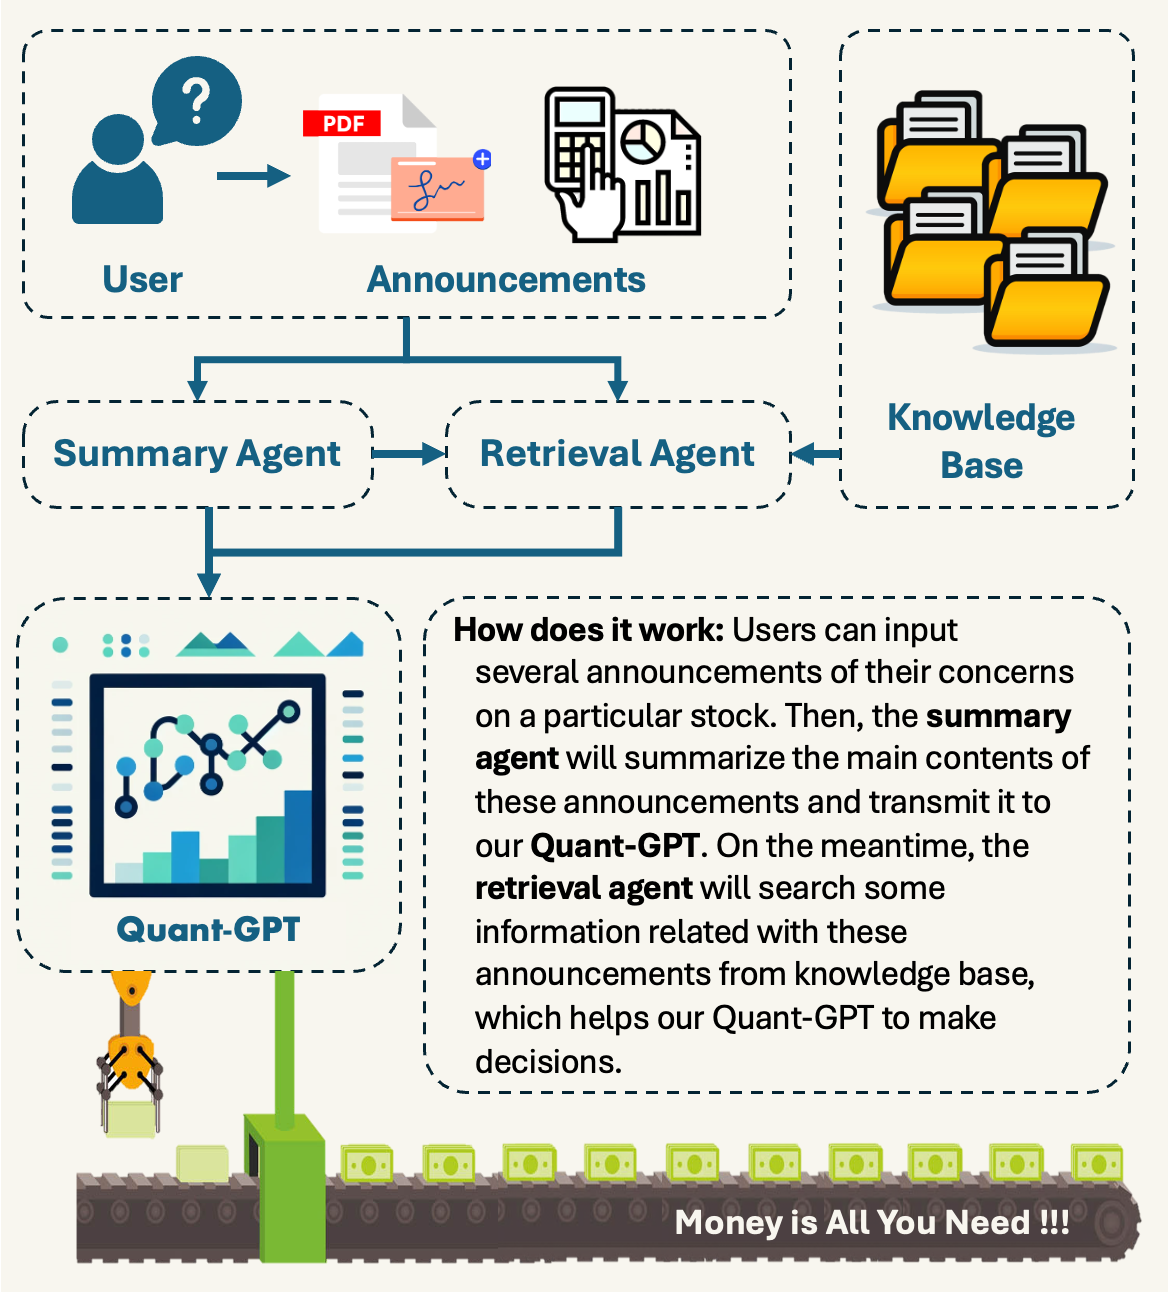 ?
PDF
User
Announcements
Knowledge
Base
Summary Agent
Retrieval Agent
Quant-GPT
How does it work: Users can input
several announcements of their concerns
on a particular stock. Then, the summary
agent will summarize the main contents of
these announcements and transmit it to
our Quant-GPT. On the meantime, the
retrieval agent will search some
information related with these
announcements from knowledge base,
which helps our Quant-GPT to make
decisions.
Money is All You Need !!!